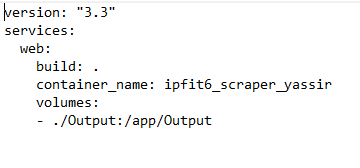 version: "3.3"
services:
  web:
    build: .
    container_name: ipfit6_scraper_yassir
    volumes:
    - ./Output:/app/Output